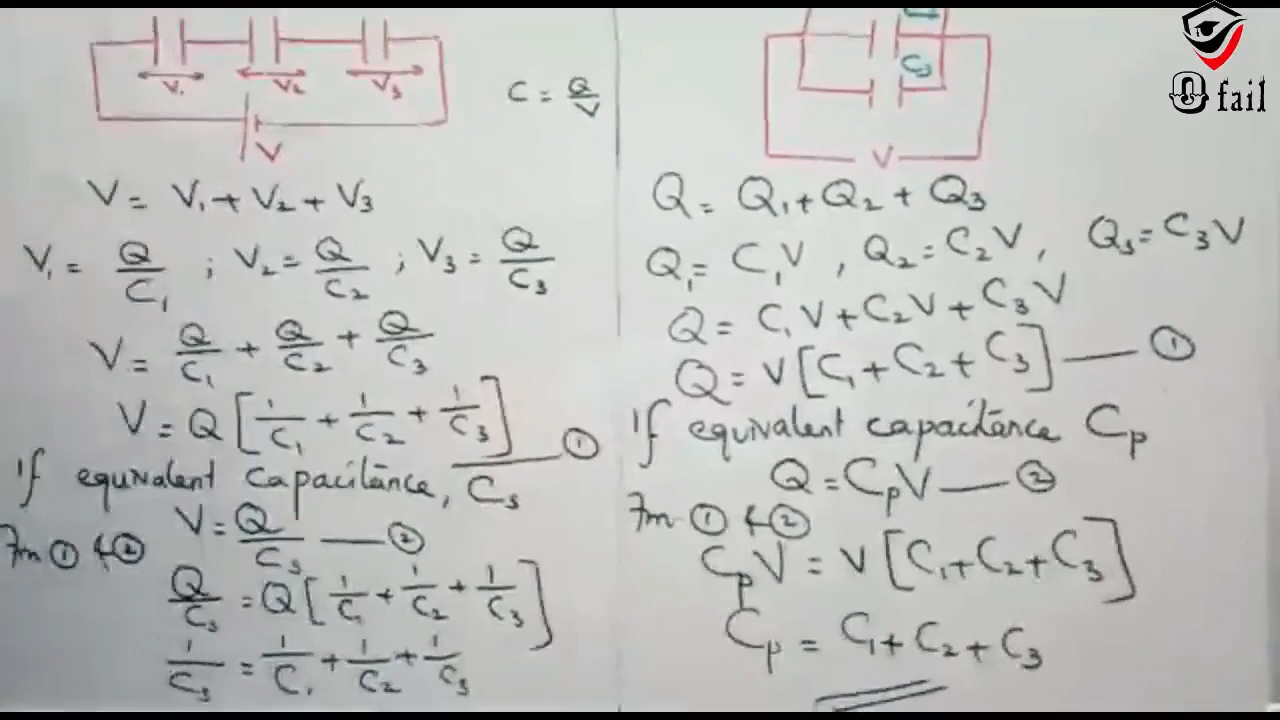 V₁ V₂ V₃
V
C = Q/V
V = V₁ + V₂ + V₃
V₁ = Q/C₁ ; V₂ = Q/C₂ ; V₃ = Q/C₃
V = Q/C₁ + Q/C₂ + Q/C₃
V = Q [1/C₁ + 1/C₂ + 1/C₃] — ①
If equivalent capacitance, Cₛ
V = Q/Cₛ — ②
Fm ① & ②
Q/Cₛ = Q [1/C₁ + 1/C₂ + 1/C₃]
1/Cₛ = 1/C₁ + 1/C₂ + 1/C₃
C₃
V
Q = Q₁ + Q₂ + Q₃
Q₁ = C₁V , Q₂ = C₂V , Q₃ = C₃V
Q = C₁V + C₂V + C₃V
Q = V [C₁ + C₂ + C₃] — ①
If equivalent capacitance Cₚ
Q = CₚV — ②
Fm ① & ②
CₚV = V [C₁ + C₂ + C₃]
Cₚ = C₁ + C₂ + C₃
0 fail